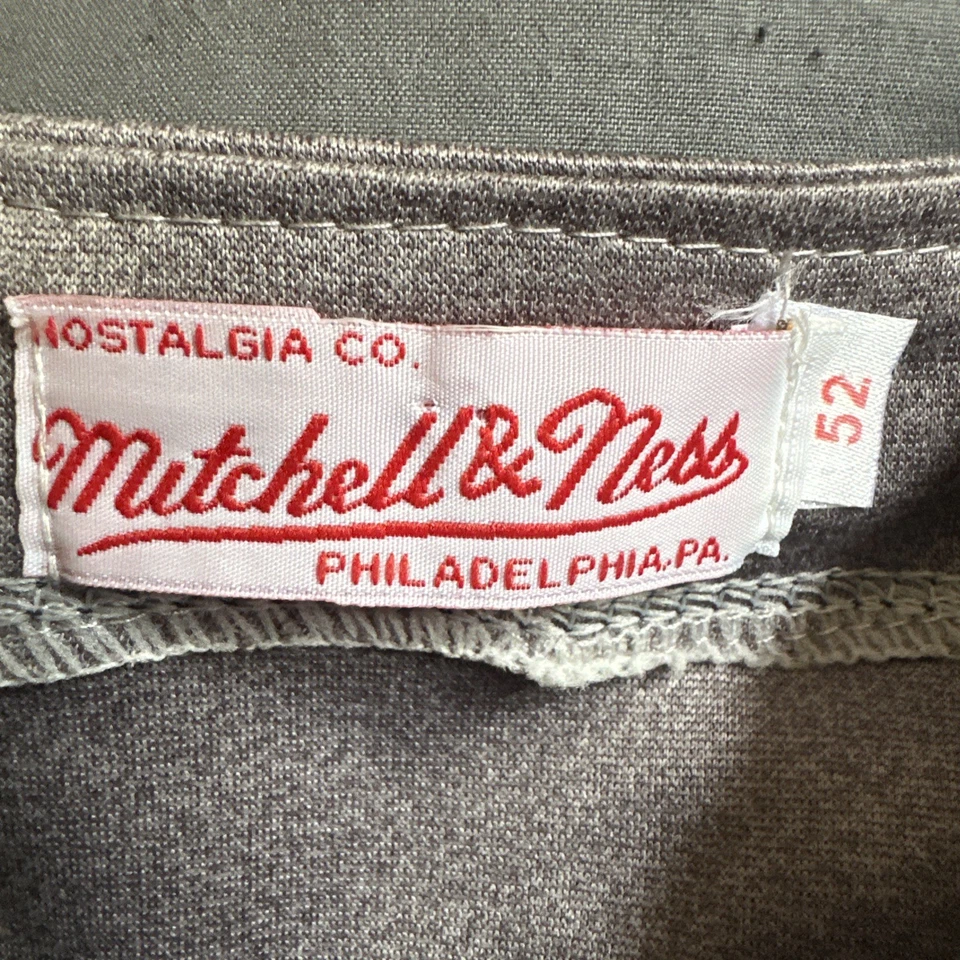 NOSTALGIA CO.
Mitchell & Ness
PHILADELPHIA, PA.
52